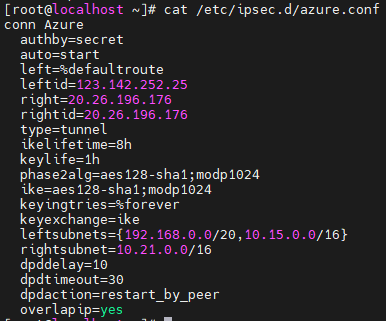 [root@localhost ~]# cat /etc/ipsec.d/azure.conf
conn Azure
authby=secret
auto=start
left=%defaultroute
leftid=123.142.252.25
right=20.26.196.176
rightid=20.26.196.176
type=tunnel
ikelifetime=8h
keylife=1h
phase2alg=aes128-sha1;modp1024
ike=aes128-sha1;modp1024
keyingtries=%forever
keyexchange=ike
leftsubnets={192.168.0.0/20,10.15.0.0/16}
rightsubnet=10.21.0.0/16
dpddelay=10
dpdtimeout=30
dpdaction=restart_by_peer
overlapip=yes